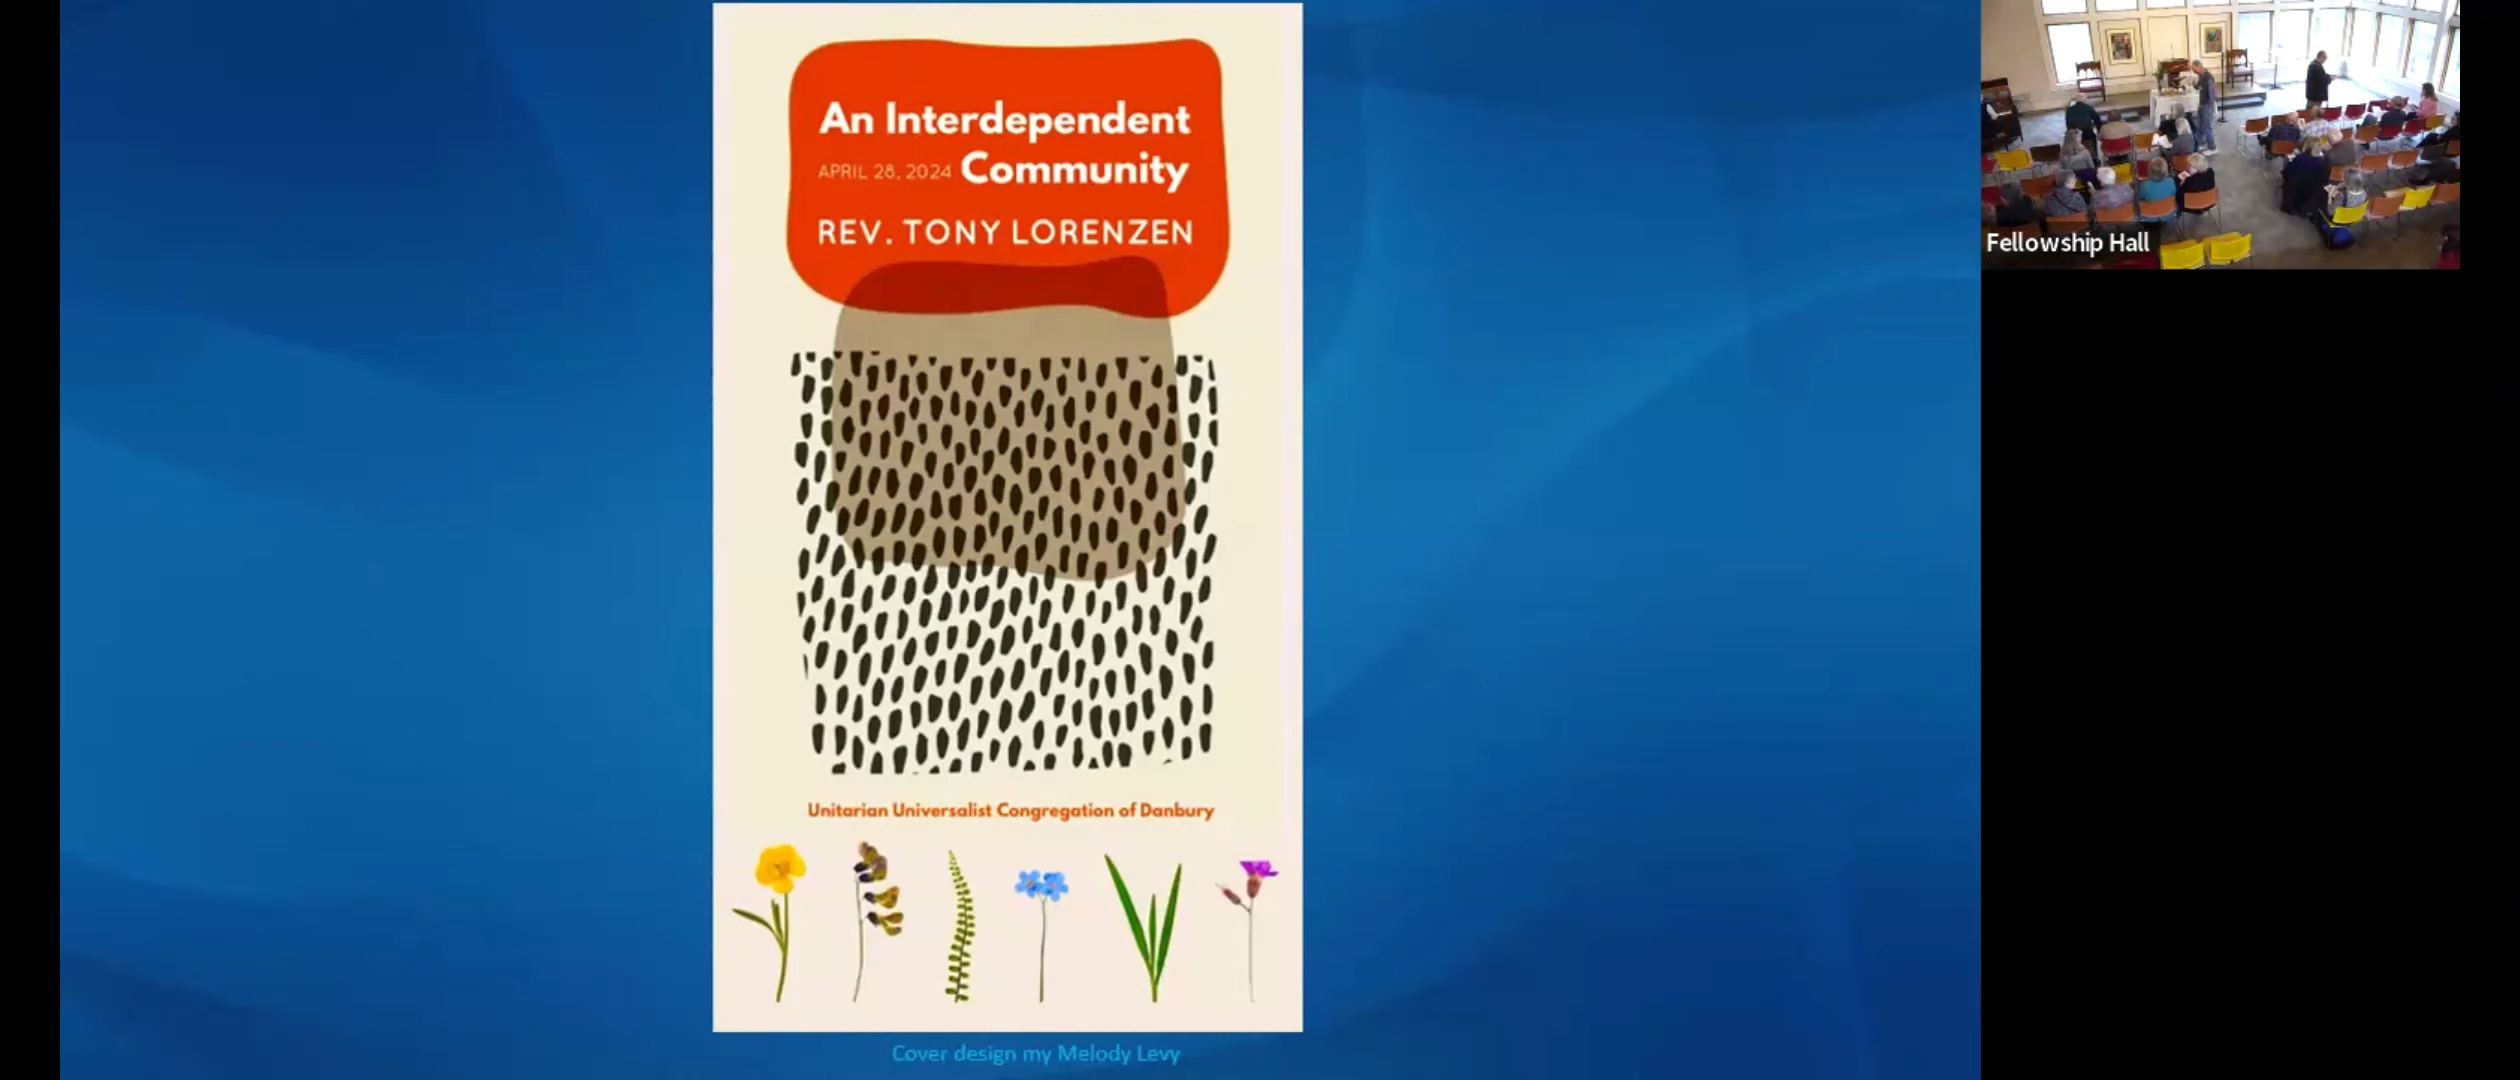 An Interdependent
APRIL 28, 2024 Community
REV. TONY LORENZEN
Unitarian Universalist Congregation of Danbury
Cover design my Melody Levy
Fellowship Hall